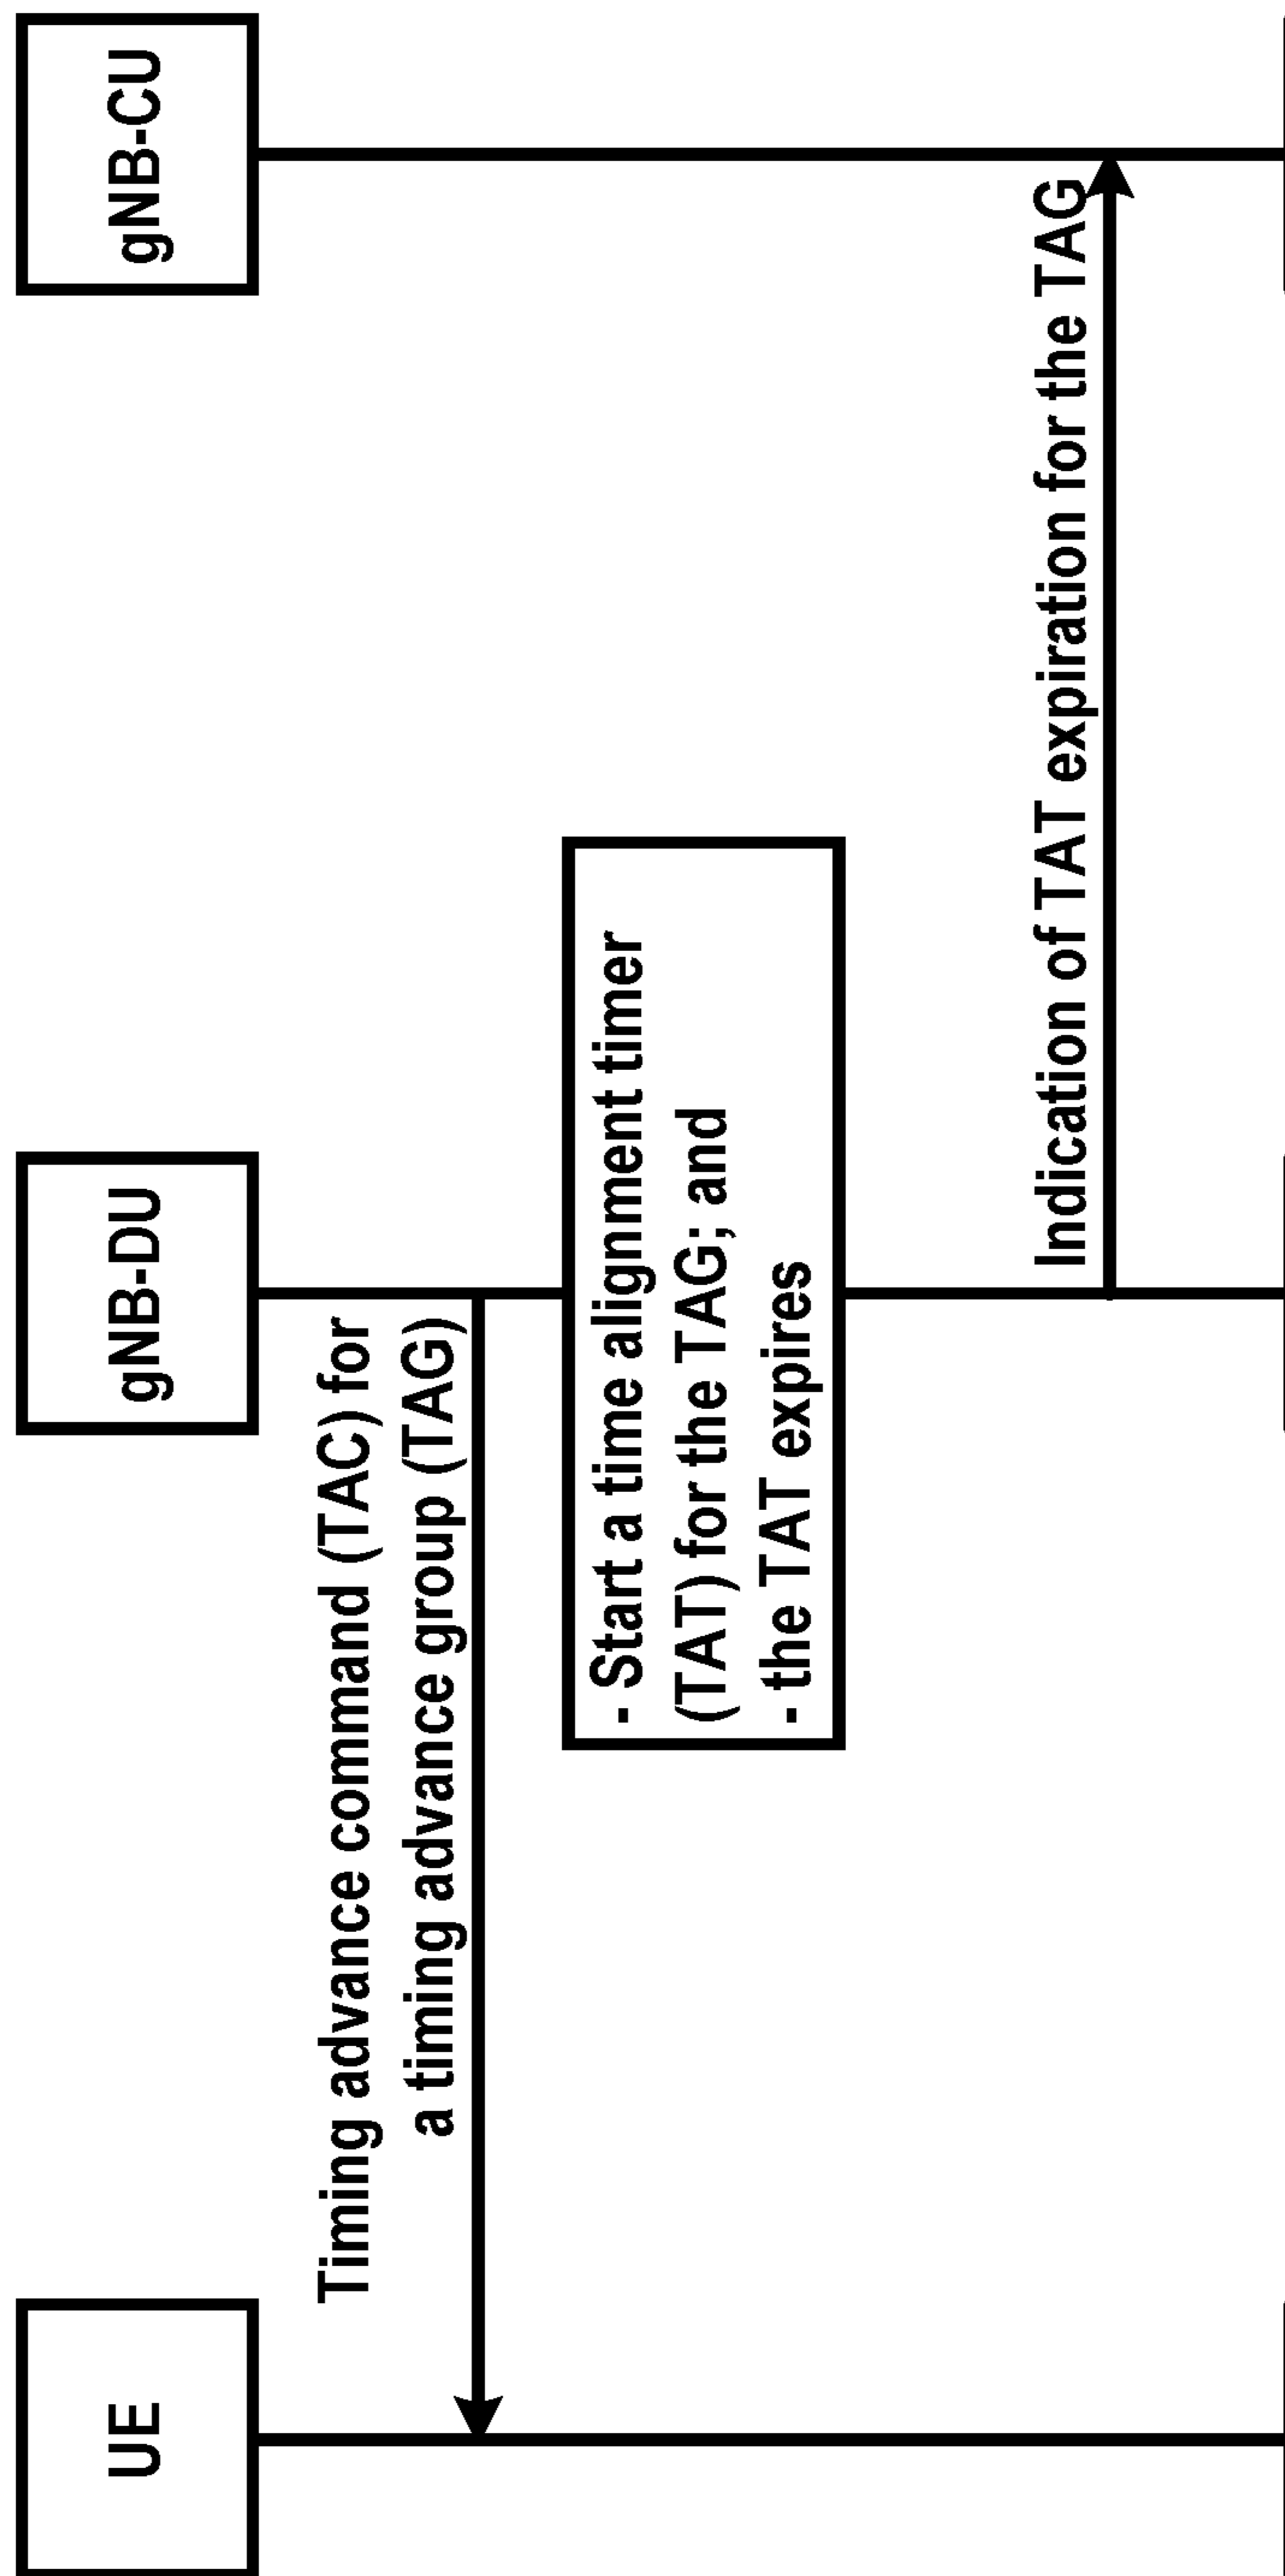 UE
gNB-DU
gNB-CU
Timing advance command (TAC) for
a timing advance group (TAG)
- Start a time alignment timer
(TAT) for the TAG; and
- the TAT expires
Indication of TAT expiration for the TAG